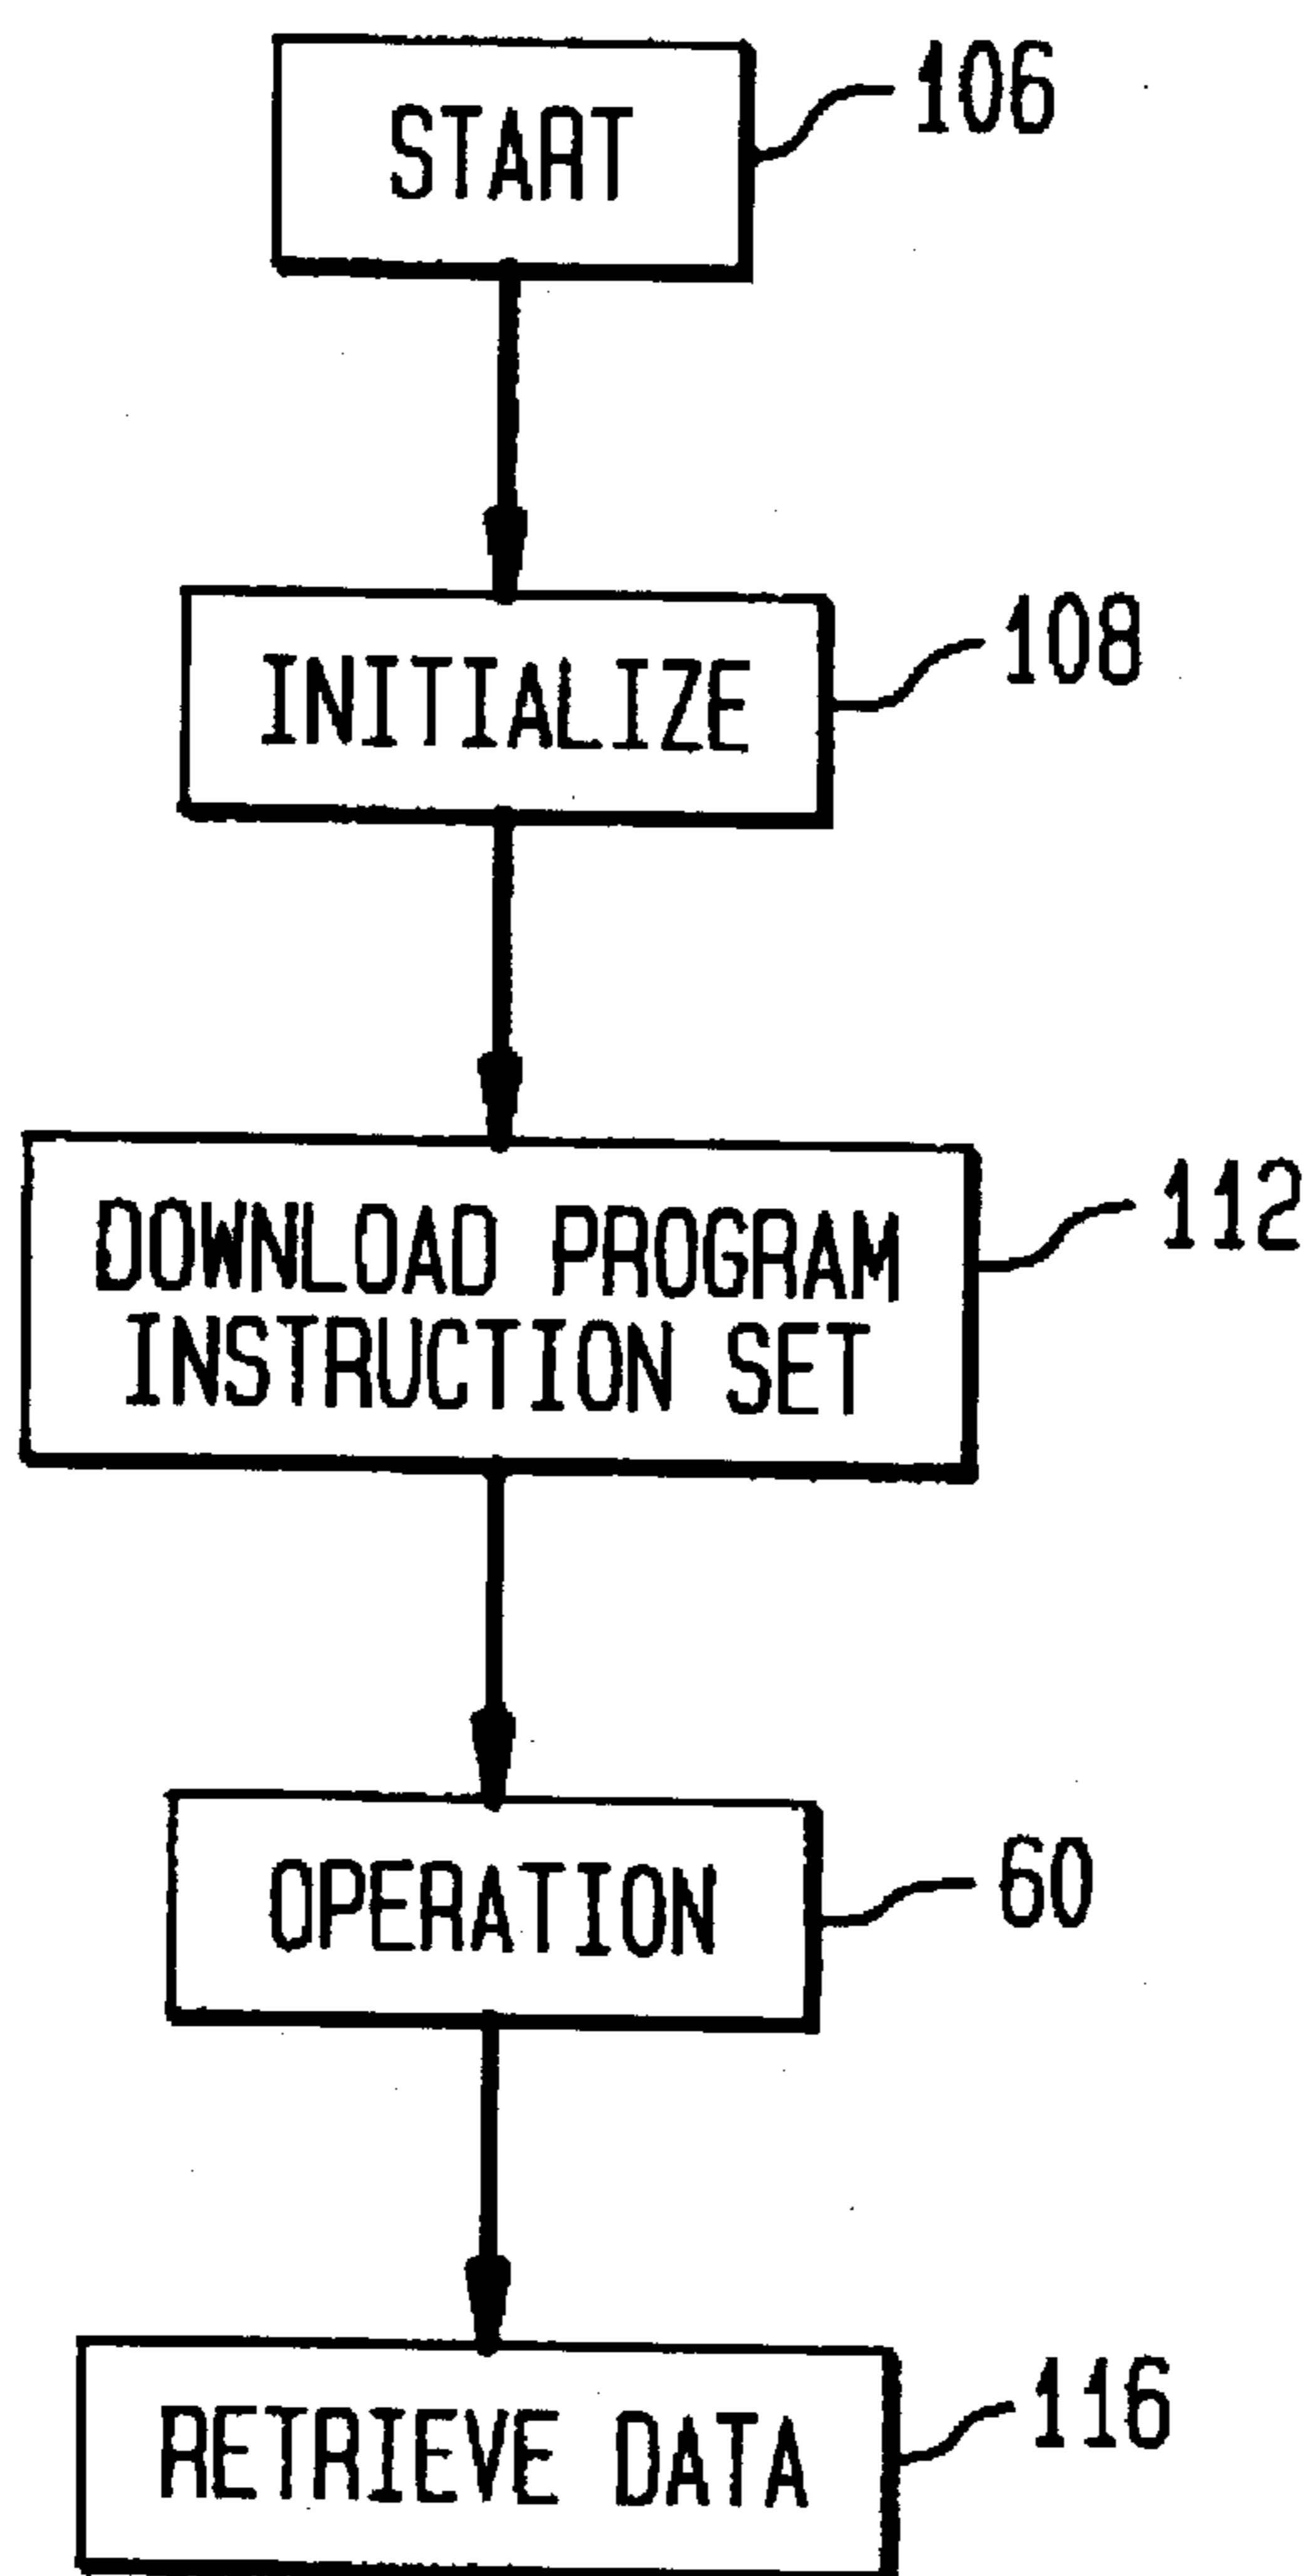 START
106
INITIALIZE
108
DOWNLOAD PROGRAM
INSTRUCTION SET
112
OPERATION
60
RETRIEVE DATA
116